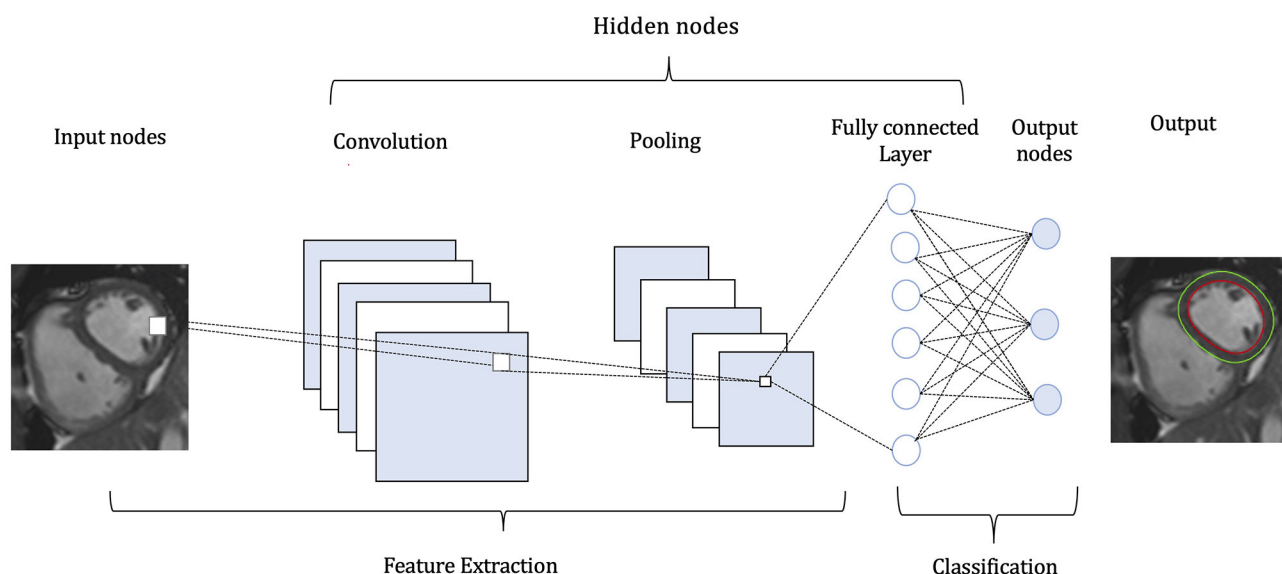 Hidden nodes
Input nodes
Convolution
Pooling
Fully connected
Layer
Output
nodes
Output
Feature Extraction
Classification